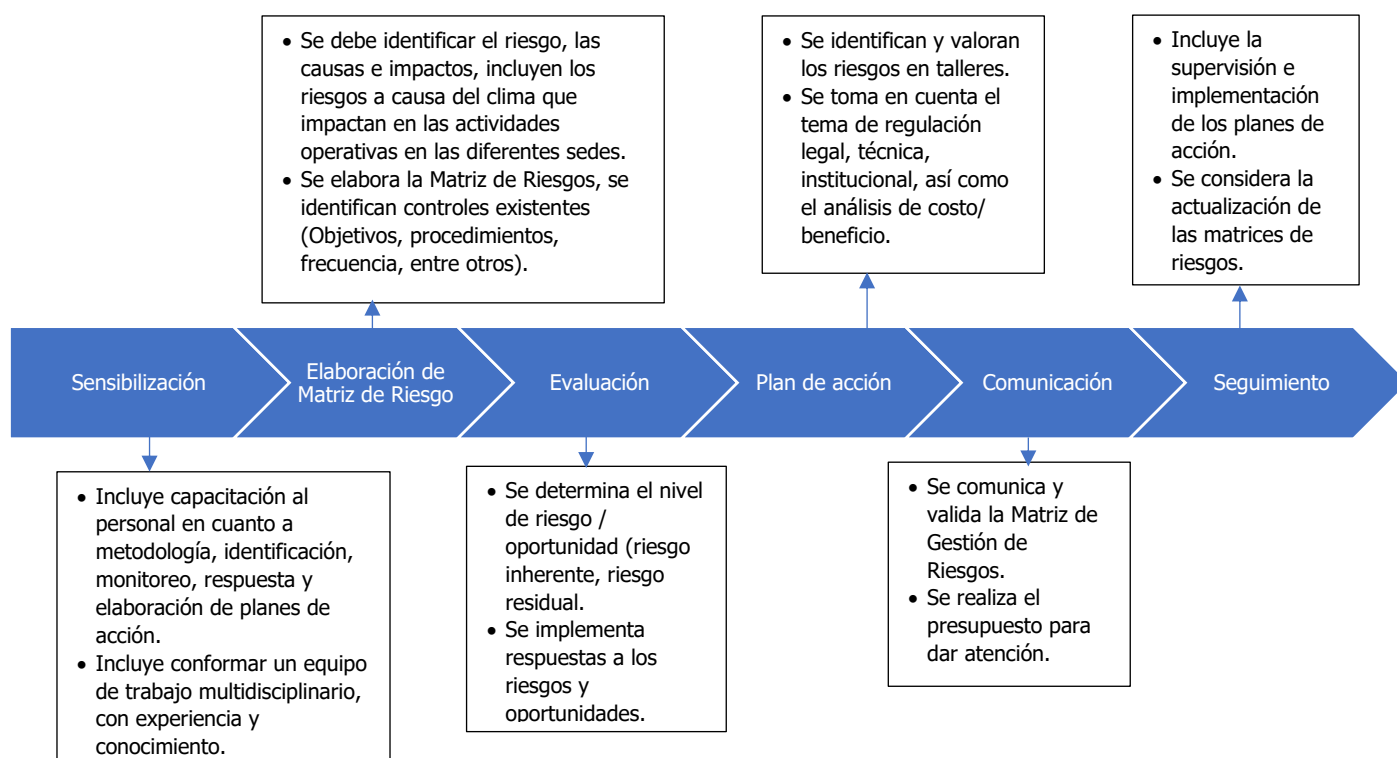 • Se debe identificar el riesgo, las
causas e impactos, incluyen los
riesgos a causa del clima que
impactan en las actividades
operativas en las diferentes sedes.
• Se elabora la Matriz de Riesgos, se
identifican controles existentes
(Objetivos, procedimientos,
frecuencia, entre otros).
• Se identifican y valoran
los riesgos en talleres.
• Se toma en cuenta el
tema de regulación
legal, técnica,
institucional, así como
el análisis de costo/
beneficio.
• Incluye la
supervisión e
implementación
de los planes de
acción.
• Se considera la
actualización de
las matrices de
riesgos.
Sensibilización
Elaboración de
Matriz de Riesgo
Evaluación
Plan de acción
Comunicación
Seguimiento
• Incluye capacitación al
personal en cuanto a
metodología, identificación,
monitoreo, respuesta y
elaboración de planes de
acción.
• Incluye conformar un equipo
de trabajo multidisciplinario,
con experiencia y
conocimiento.
• Se determina el nivel
de riesgo /
oportunidad (riesgo
inherente, riesgo
residual.
• Se implementa
respuestas a los
riesgos y
oportunidades.
• Se comunica y
valida la Matriz de
Gestión de
Riesgos.
• Se realiza el
presupuesto para
dar atención.